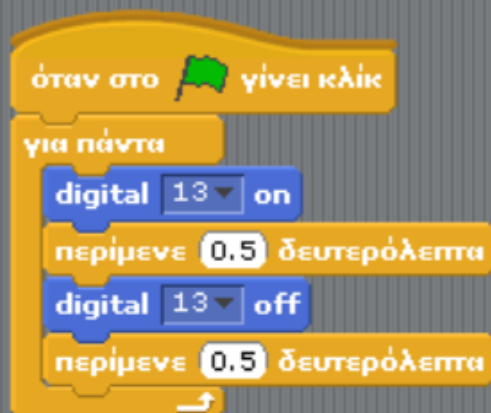 όταν στο γίνει κλίκ
για πάντα
digital 13 on
περίμενε 0.5 δευτερόλεπτα
digital 13 off
περίμενε 0.5 δευτερόλεπτα